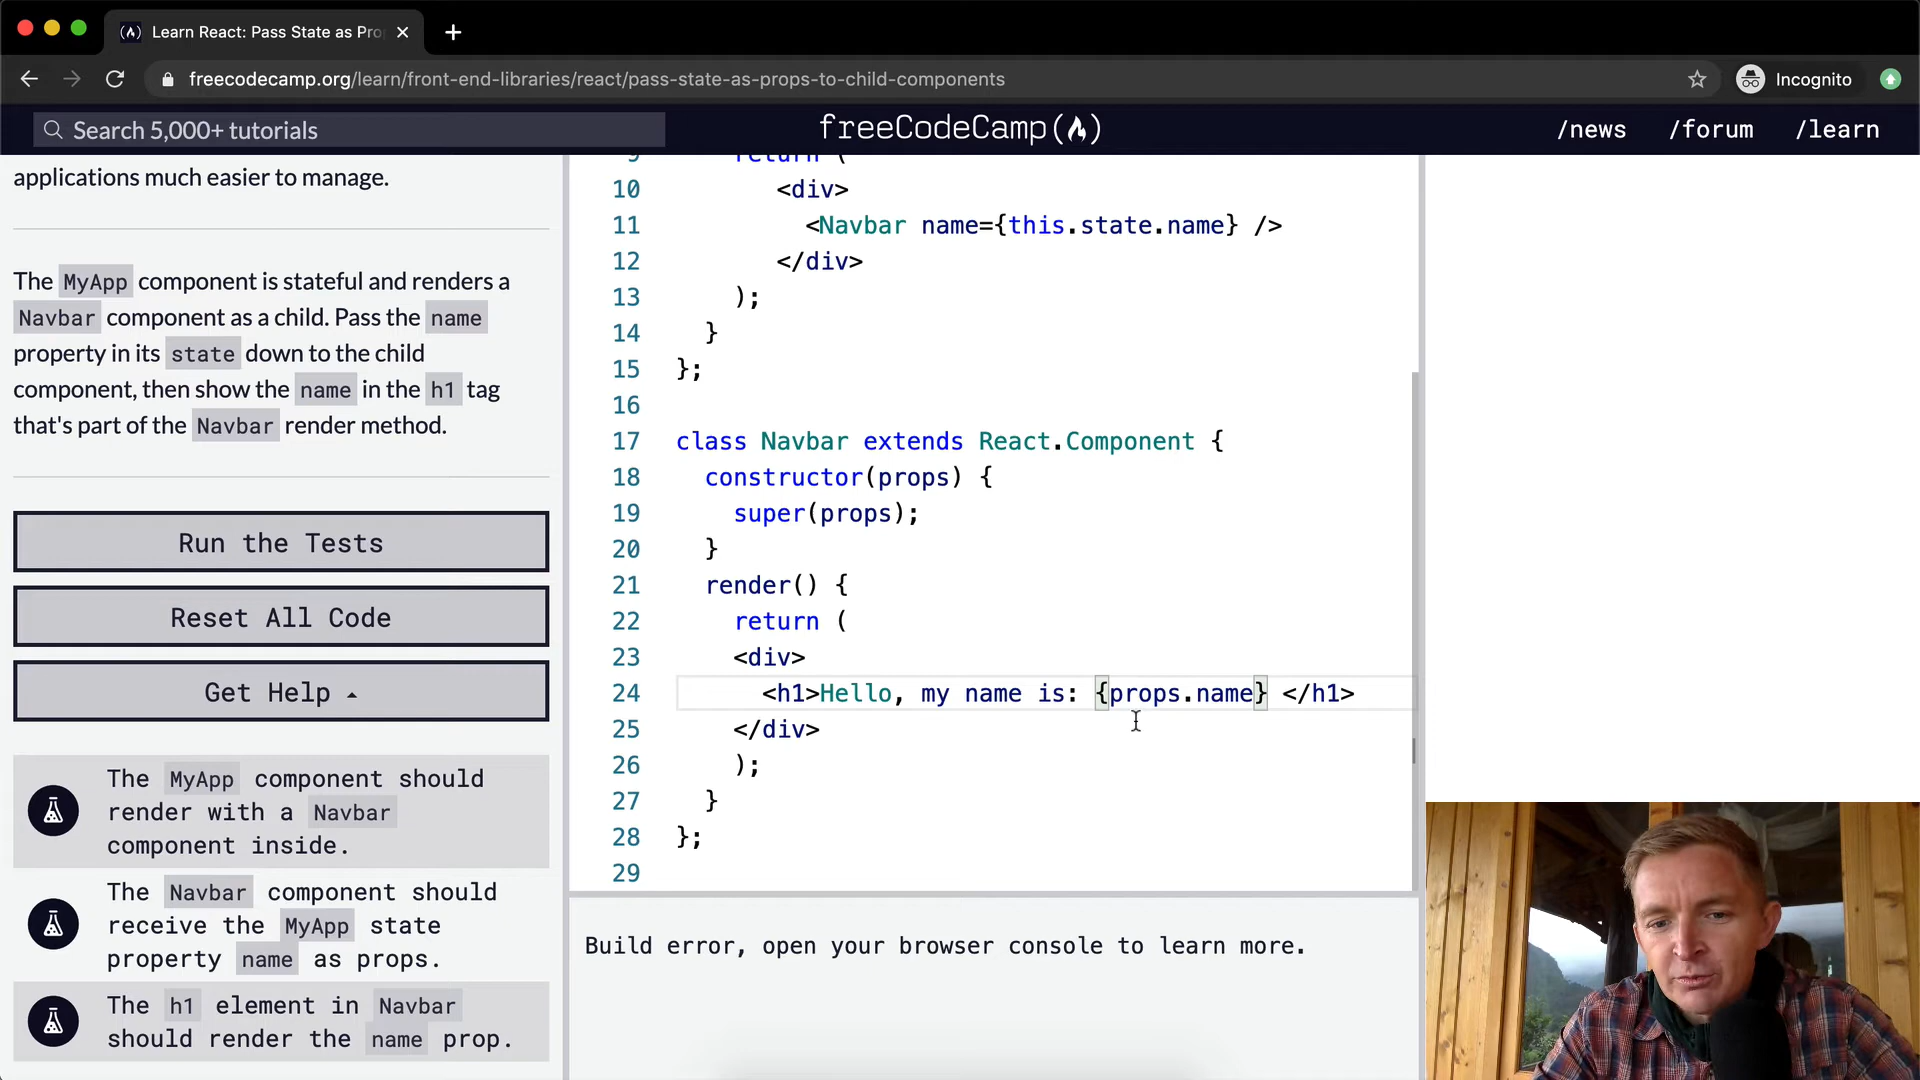 Learn React: Pass State as Pro
freecodecamp.org/learn/front-end-libraries/react/pass-state-as-props-to-child-components
Incognito
Search 5,000+ tutorials
freeCodeCamp
/news
/forum
/learn
applications much easier to manage.
The MyApp component is stateful and renders a
Navbar component as a child. Pass the name
property in its state down to the child
component, then show the name in the h1 tag
that's part of the Navbar render method.
Run the Tests
Reset All Code
Get Help
The MyApp component should
render with a Navbar
component inside.
The Navbar component should
receive the MyApp state
property name as props.
The h1 element in Navbar
should render the name prop.
9 return (
10 <div>
11 <Navbar name={this.state.name} />
12 </div>
13 );
14 }
15 };
16
17 class Navbar extends React.Component {
18 constructor(props) {
19 super(props);
20 }
21 render() {
22 return (
23 <div>
24 <h1>Hello, my name is: {props.name} </h1>
25 </div>
26 );
27 }
28 };
29
Build error, open your browser console to learn more.